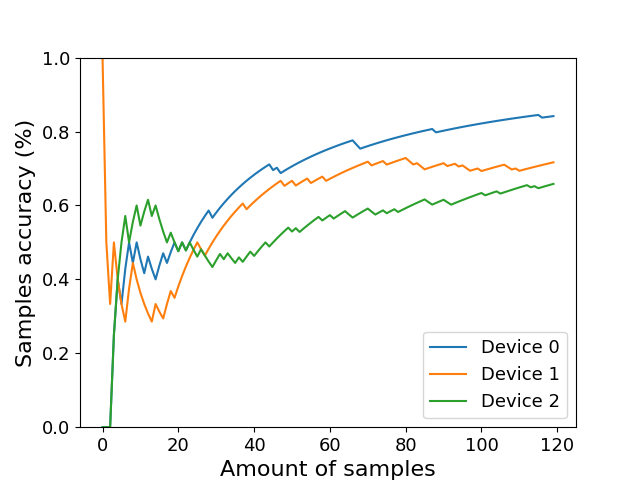 1.0
0.8
0.6
0.4
0.2
0.0
Samples accuracy (%)
0 20 40 60 80 100 120
Amount of samples
Device 0
Device 1
Device 2